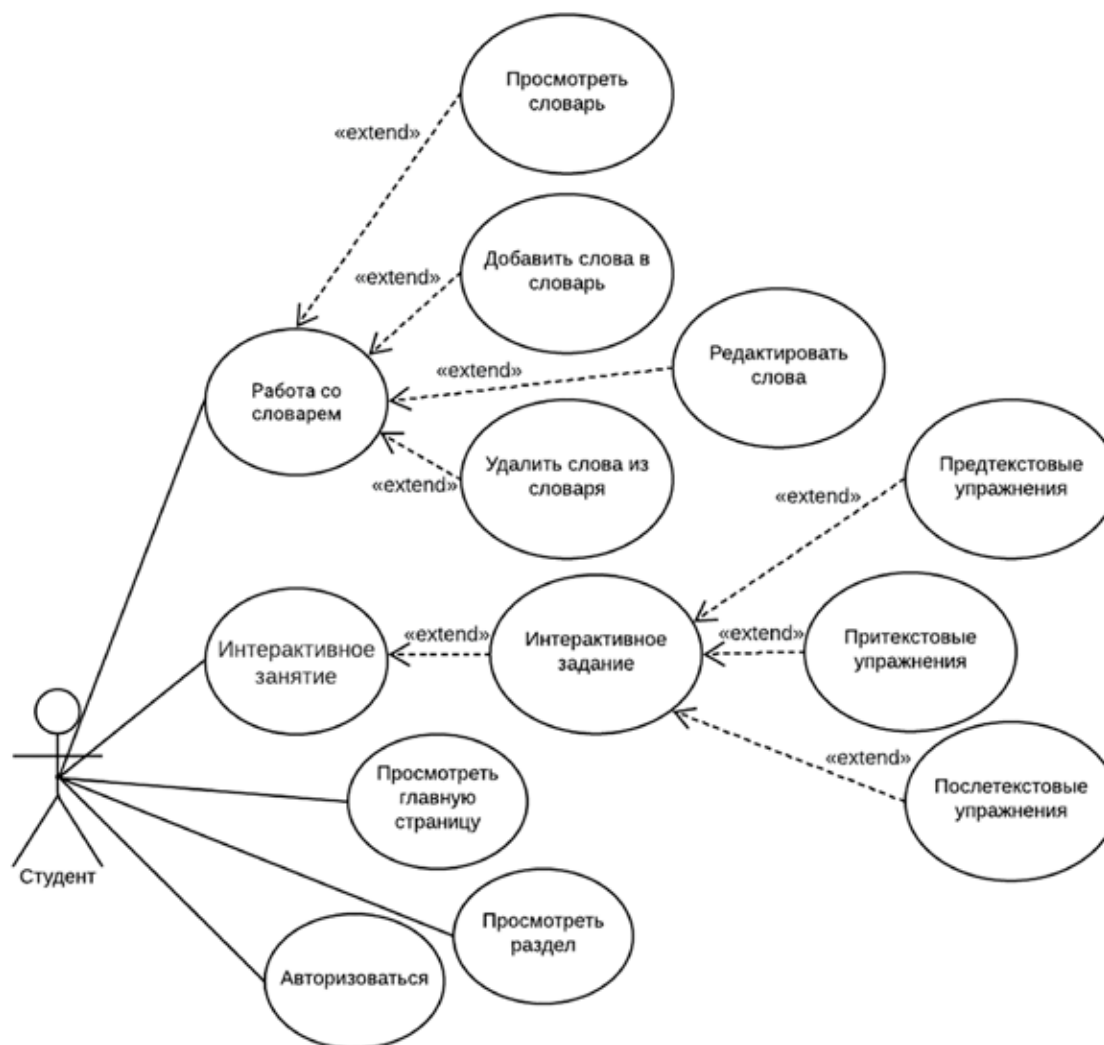 Просмотреть
словарь
«extend»
Добавить слова в
словарь
«extend»
Редактировать
слова
«extend»
Работа со
словарем
Удалить слова из
словаря
«extend»
Предтекстовые
упражнения
«extend»
Интерактивное
занятие
«extend»
Интерактивное
задание
«extend»
Притекстовые
упражнения
«extend»
Послетекстовые
упражнения
Просмотреть
главную
страницу
Студент
Просмотреть
раздел
Авторизоваться